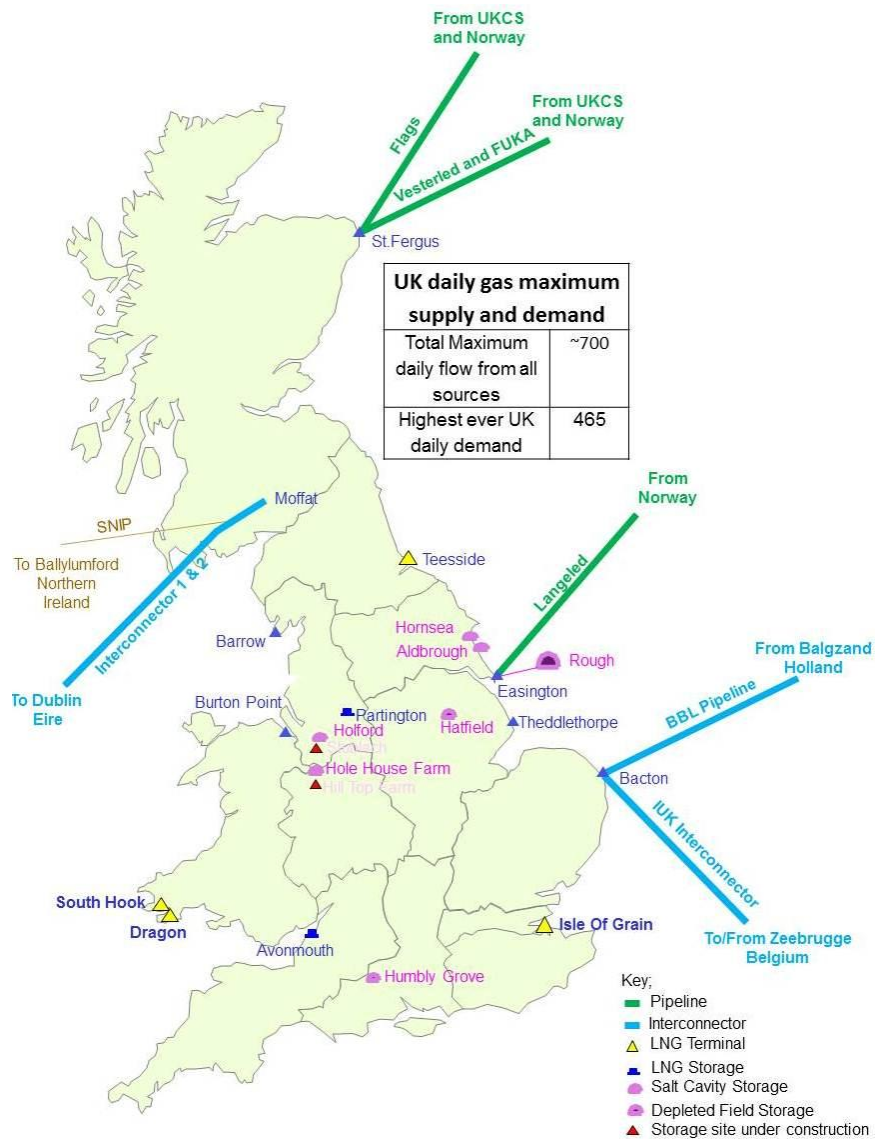 From UKCS
and Norway
From UKCS
and Norway
Flags
Vesterled and FUKA
St.Fergus
UK daily gas maximum
supply and demand
Total Maximum
daily flow from all
sources
~700
Highest ever UK
daily demand
465
From
Norway
Moffat
SNIP
To Ballylumford
Northern
Ireland
Interconnector 1 & 2
Teesside
Langeled
Hornsea
Aldbrough
Barrow
Rough
From Balgzand
Holland
To Dublin
Eire
Easington
Burton Point
Partington
Hatfield
Theddlethorpe
BBL Pipeline
Holford
Stublach
Hole House Farm
Hill Top Farm
Bacton
IUK Interconnector
South Hook
Dragon
Avonmouth
Isle Of Grain
To/From Zeebrugge
Belgium
Humbly Grove
Key;
Pipeline
Interconnector
LNG Terminal
LNG Storage
Salt Cavity Storage
Depleted Field Storage
Storage site under construction